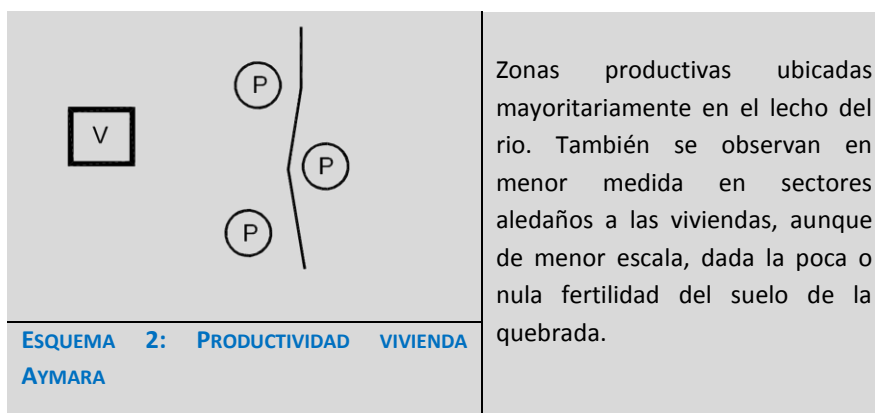 P
V
P
P
ESQUEMA 2: PRODUCTIVIDAD VIVIENDA
AYMARA
Zonas productivas ubicadas
mayoritariamente en el lecho del
rio. También se observan en
menor medida en sectores
aledaños a las viviendas, aunque
de menor escala, dada la poca o
nula fertilidad del suelo de la
quebrada.